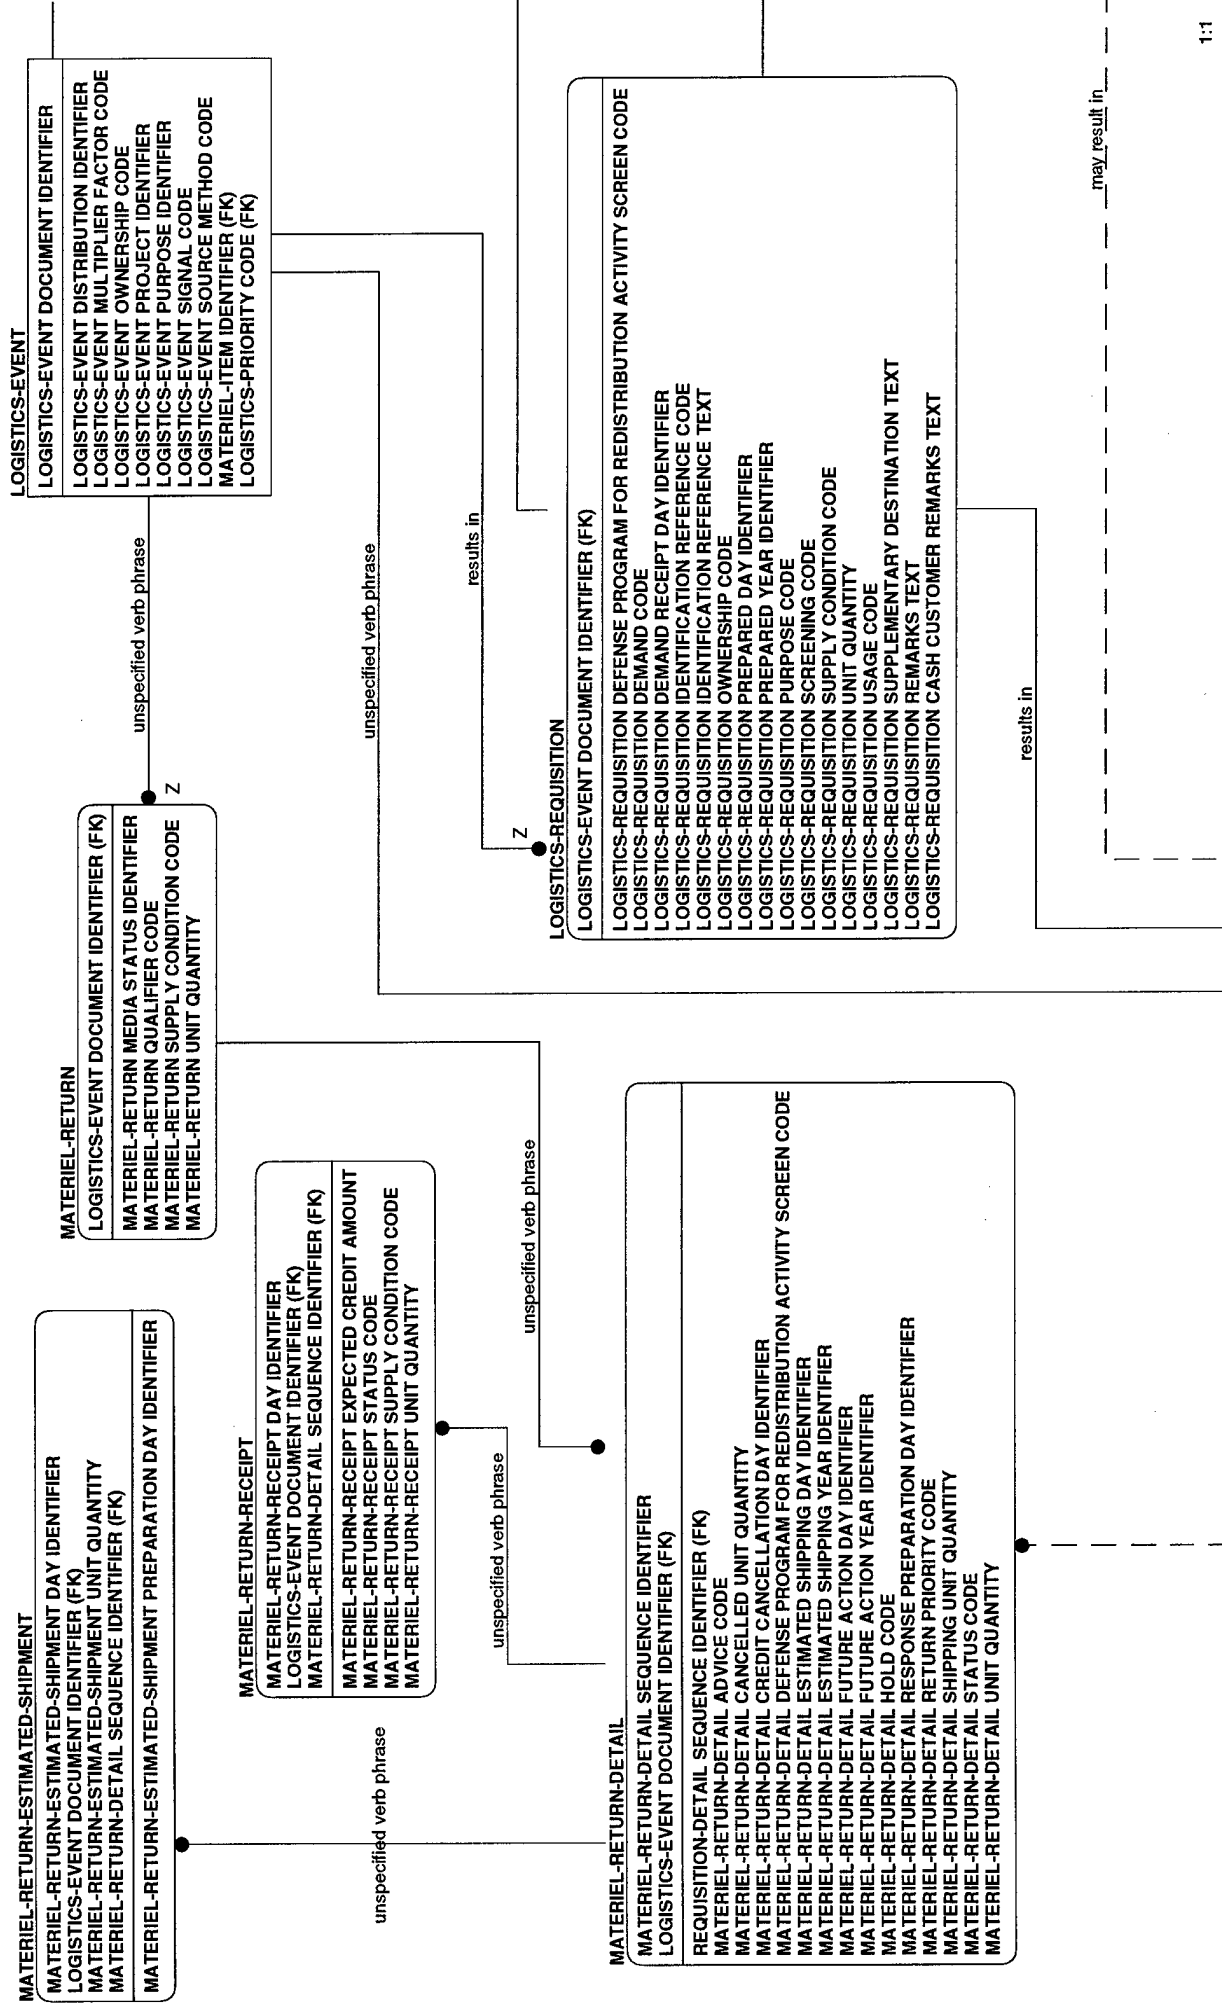 MATERIEL-RETURN-ESTIMATED-SHIPMENT
MATERIEL-RETURN-ESTIMATED-SHIPMENT DAY IDENTIFIER
LOGISTICS-EVENT DOCUMENT IDENTIFIER (FK)
MATERIEL-RETURN-ESTIMATED-SHIPMENT UNIT QUANTITY
MATERIEL-RETURN-DETAIL SEQUENCE IDENTIFIER (FK)
MATERIEL-RETURN-ESTIMATED-SHIPMENT PREPARATION DAY IDENTIFIER
MATERIEL-RETURN
LOGISTICS-EVENT DOCUMENT IDENTIFIER (FK)
MATERIEL-RETURN MEDIA STATUS IDENTIFIER
MATERIEL-RETURN QUALIFIER CODE
MATERIEL-RETURN SUPPLY CONDITION CODE
MATERIEL-RETURN UNIT QUANTITY
Z
unspecified verb phrase
LOGISTICS-EVENT
LOGISTICS-EVENT DOCUMENT IDENTIFIER
LOGISTICS-EVENT DISTRIBUTION IDENTIFIER
LOGISTICS-EVENT MULTIPLIER FACTOR CODE
LOGISTICS-EVENT OWNERSHIP CODE
LOGISTICS-EVENT PROJECT IDENTIFIER
LOGISTICS-EVENT PURPOSE IDENTIFIER
LOGISTICS-EVENT SIGNAL CODE
LOGISTICS-EVENT SOURCE METHOD CODE
MATERIEL-ITEM IDENTIFIER (FK)
LOGISTICS-PRIORITY CODE (FK)
MATERIEL-RETURN-RECEIPT
MATERIEL-RETURN-RECEIPT DAY IDENTIFIER
LOGISTICS-EVENT DOCUMENT IDENTIFIER (FK)
MATERIEL-RETURN-DETAIL SEQUENCE IDENTIFIER (FK)
MATERIEL-RETURN-RECEIPT EXPECTED CREDIT AMOUNT
MATERIEL-RETURN-RECEIPT STATUS CODE
MATERIEL-RETURN-RECEIPT SUPPLY CONDITION CODE
MATERIEL-RETURN-RECEIPT UNIT QUANTITY
unspecified verb phrase
unspecified verb phrase
unspecified verb phrase
unspecified verb phrase
results in
Z
LOGISTICS-REQUISITION
LOGISTICS-EVENT DOCUMENT IDENTIFIER (FK)
LOGISTICS-REQUISITION DEFENSE PROGRAM FOR REDISTRIBUTION ACTIVITY SCREEN CODE
LOGISTICS-REQUISITION DEMAND CODE
LOGISTICS-REQUISITION DEMAND RECEIPT DAY IDENTIFIER
LOGISTICS-REQUISITION IDENTIFICATION REFERENCE CODE
LOGISTICS-REQUISITION IDENTIFICATION REFERENCE TEXT
LOGISTICS-REQUISITION OWNERSHIP CODE
LOGISTICS-REQUISITION PREPARED DAY IDENTIFIER
LOGISTICS-REQUISITION PREPARED YEAR IDENTIFIER
LOGISTICS-REQUISITION PURPOSE CODE
LOGISTICS-REQUISITION SCREENING CODE
LOGISTICS-REQUISITION SUPPLY CONDITION CODE
LOGISTICS-REQUISITION UNIT QUANTITY
LOGISTICS-REQUISITION USAGE CODE
LOGISTICS-REQUISITION SUPPLEMENTARY DESTINATION TEXT
LOGISTICS-REQUISITION REMARKS TEXT
LOGISTICS-REQUISITION CASH CUSTOMER REMARKS TEXT
MATERIEL-RETURN-DETAIL
MATERIEL-RETURN-DETAIL SEQUENCE IDENTIFIER
LOGISTICS-EVENT DOCUMENT IDENTIFIER (FK)
REQUISITION-DETAIL SEQUENCE IDENTIFIER (FK)
MATERIEL-RETURN-DETAIL ADVICE CODE
MATERIEL-RETURN-DETAIL CANCELLED UNIT QUANTITY
MATERIEL-RETURN-DETAIL CREDIT CANCELLATION DAY IDENTIFIER
MATERIEL-RETURN-DETAIL DEFENSE PROGRAM FOR REDISTRIBUTION ACTIVITY SCREEN CODE
MATERIEL-RETURN-DETAIL ESTIMATED SHIPPING DAY IDENTIFIER
MATERIEL-RETURN-DETAIL ESTIMATED SHIPPING YEAR IDENTIFIER
MATERIEL-RETURN-DETAIL FUTURE ACTION DAY IDENTIFIER
MATERIEL-RETURN-DETAIL FUTURE ACTION YEAR IDENTIFIER
MATERIEL-RETURN-DETAIL HOLD CODE
MATERIEL-RETURN-DETAIL RESPONSE PREPARATION DAY IDENTIFIER
MATERIEL-RETURN-DETAIL RETURN PRIORITY CODE
MATERIEL-RETURN-DETAIL SHIPPING UNIT QUANTITY
MATERIEL-RETURN-DETAIL STATUS CODE
MATERIEL-RETURN-DETAIL UNIT QUANTITY
results in
may result in
1:1